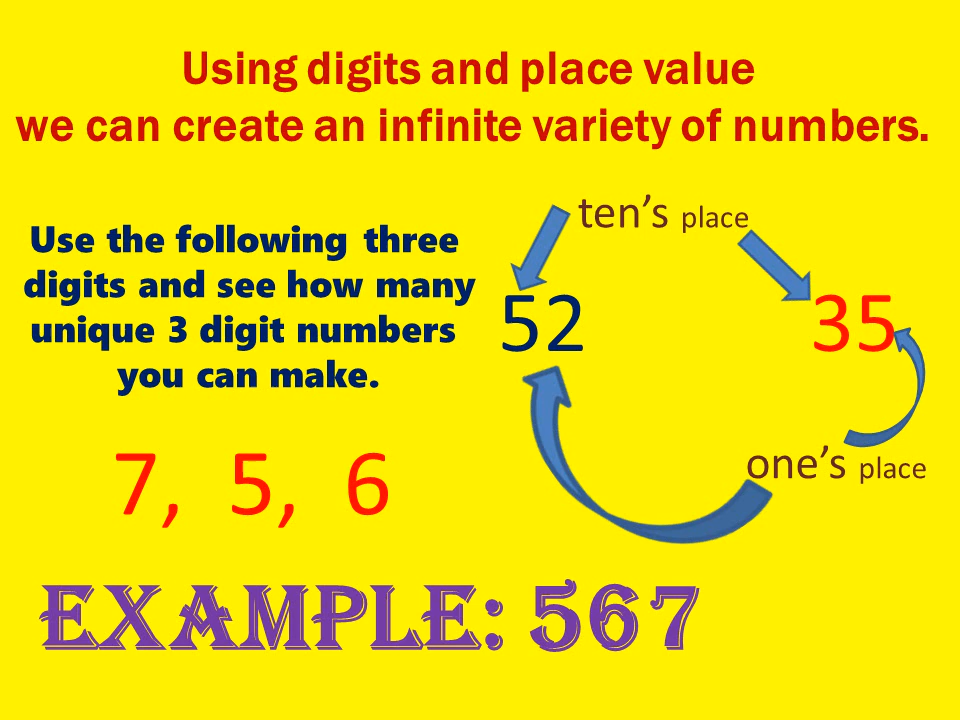 Using digits and place value
we can create an infinite variety of numbers.
Use the following three
digits and see how many
unique 3 digit numbers
you can make.
7, 5, 6
ten’s place
52
35
one’s place
EXAMPLE: 567